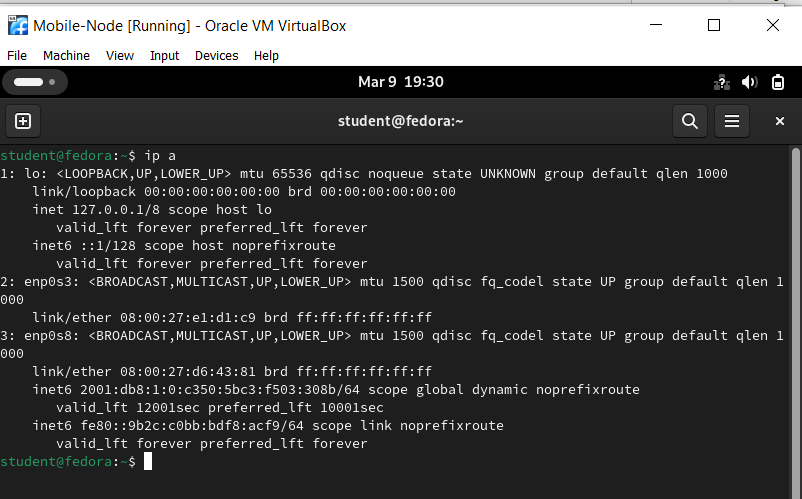 Mobile-Node [Running] - Oracle VM VirtualBox
File Machine View Input Devices Help
Mar 9 19:30
student@fedora:~
student@fedora:~$ ip a
1: lo: <LOOPBACK,UP,LOWER_UP> mtu 65536 qdisc noqueue state UNKNOWN group default qlen 1000
    link/loopback 00:00:00:00:00:00 brd 00:00:00:00:00:00
    inet 127.0.0.1/8 scope host lo
       valid_lft forever preferred_lft forever
    inet6 ::1/128 scope host noprefixroute
       valid_lft forever preferred_lft forever
2: enp0s3: <BROADCAST,MULTICAST,UP,LOWER_UP> mtu 1500 qdisc fq_codel state UP group default qlen 1
000
    link/ether 08:00:27:e1:d1:c9 brd ff:ff:ff:ff:ff:ff
3: enp0s8: <BROADCAST,MULTICAST,UP,LOWER_UP> mtu 1500 qdisc fq_codel state UP group default qlen 1
000
    link/ether 08:00:27:d6:43:81 brd ff:ff:ff:ff:ff:ff
    inet6 2001:db8:1:0:c350:5bc3:f503:308b/64 scope global dynamic noprefixroute
       valid_lft 12001sec preferred_lft 10001sec
    inet6 fe80::9b2c:c0bb:bdf8:acf9/64 scope link noprefixroute
       valid_lft forever preferred_lft forever
student@fedora:~$